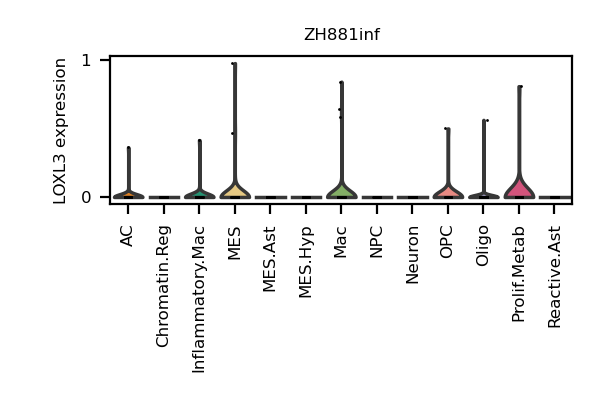 ZH881inf
LOXL3 expression
1
0
AC
Chromatin.Reg
Inflammatory.Mac
MES
MES.Ast
MES.Hyp
Mac
NPC
Neuron
OPC
Oligo
Prolif.Metab
Reactive.Ast